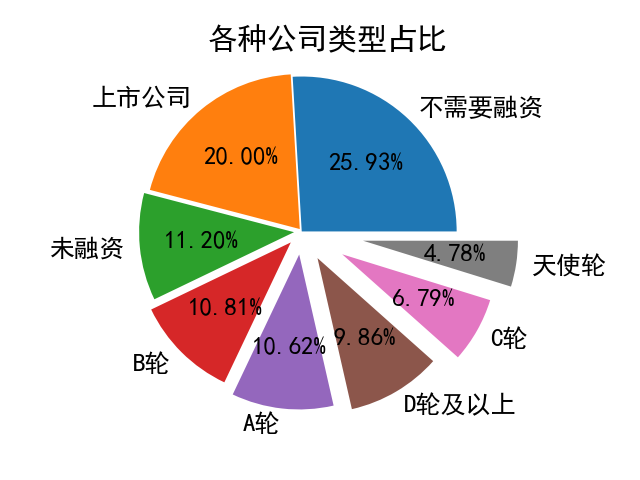 各种公司类型占比
上市公司
不需要融资
20.00%
25.93%
未融资
11.20%
4.78%
天使轮
10.81%
6.79%
B轮
10.62%
9.86%
C轮
A轮
D轮及以上